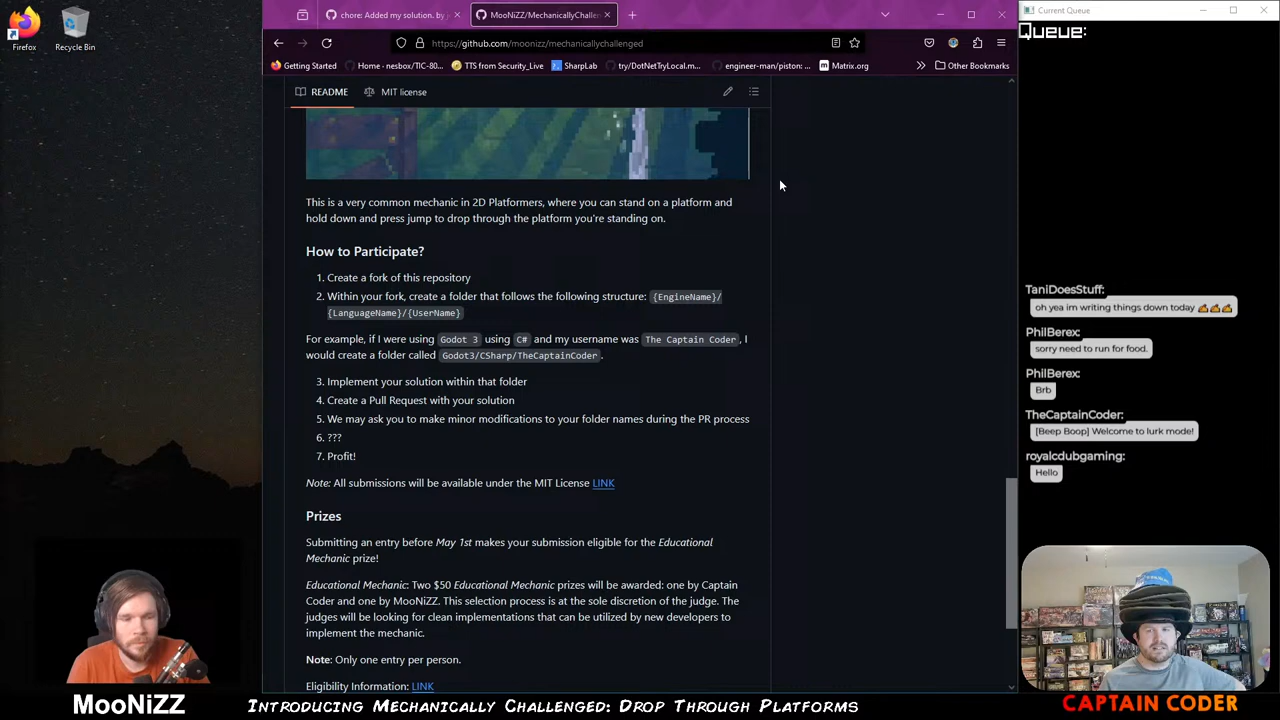 Firefox
Recycle Bin
chore: Added my solution. by j
MooNiZZ/MechanicallyChallen
https://github.com/moonizz/mechanicallychallenged
Getting Started
Home - nesbox/TIC-80...
TTS from Security_Live
SharpLab
try/DotNetTryLocal.m...
engineer-man/piston: ...
Matrix.org
Other Bookmarks
README
MIT license
This is a very common mechanic in 2D Platformers, where you can stand on a platform and
hold down and press jump to drop through the platform you're standing on.
How to Participate?
1. Create a fork of this repository
2. Within your fork, create a folder that follows the following structure: {EngineName}/
{LanguageName}/{UserName}
For example, if I were using Godot 3 using C# and my username was The Captain Coder, I
would create a folder called Godot3/CSharp/TheCaptainCoder.
3. Implement your solution within that folder
4. Create a Pull Request with your solution
5. We may ask you to make minor modifications to your folder names during the PR process
6. ???
7. Profit!
Note: All submissions will be available under the MIT License LINK
Prizes
Submitting an entry before May 1st makes your submission eligible for the Educational
Mechanic prize!
Educational Mechanic: Two $50 Educational Mechanic prizes will be awarded: one by Captain
Coder and one by MooNiZZ. This selection process is at the sole discretion of the judge. The
judges will be looking for clean implementations that can be utilized by new developers to
implement the mechanic.
Note: Only one entry per person.
Eligibility Information: LINK
Current Queue
Queue:
TaniDoesStuff:
oh yea im writing things down today ✍✍✍
PhilBerex:
sorry need to run for food.
PhilBerex:
Brb
TheCaptainCoder:
[Beep Boop] Welcome to lurk mode!
royalcdubgaming:
Hello
MooNiZZ
Introducing Mechanically Challenged: Drop Through Platforms
CAPTAIN CODER